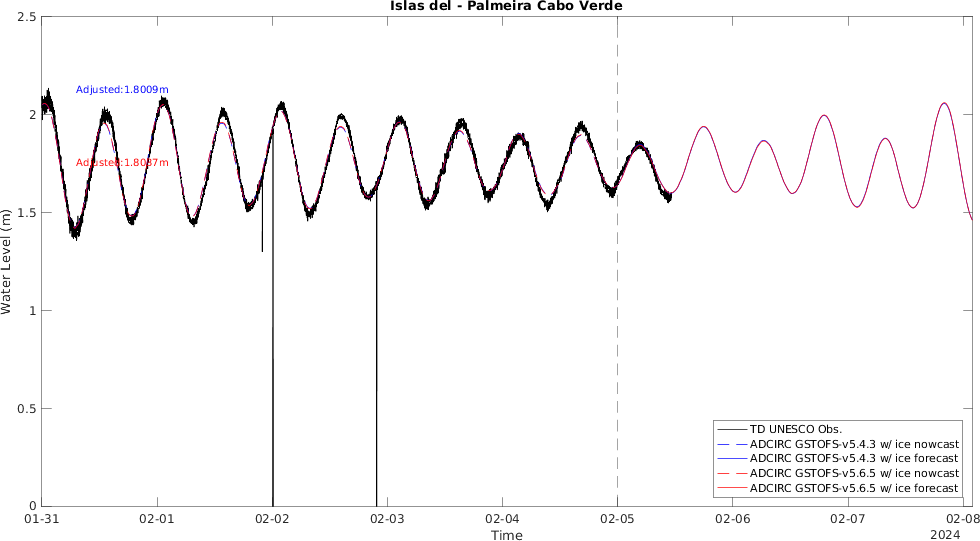 Islas del - Palmeira Cabo Verde
2.5
Adjusted:1.8009m
2
Adjusted:1.8087m
1.5
Water Level (m)
1
0.5
TD UNESCO Obs.
ADCIRC GSTOFS-v5.4.3 w/ ice nowcast
ADCIRC GSTOFS-v5.4.3 w/ ice forecast
ADCIRC GSTOFS-v5.6.5 w/ ice nowcast
ADCIRC GSTOFS-v5.6.5 w/ ice forecast
0
01-31 02-01 02-02 02-03 02-04 02-05 02-06 02-07 02-08
Time
2024